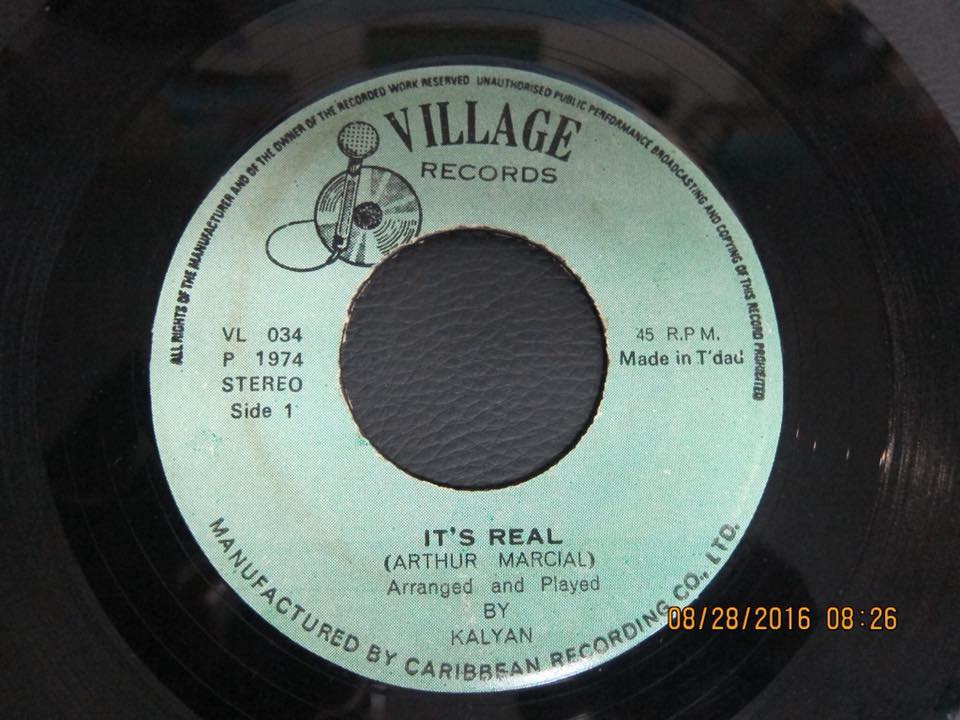 ALL RIGHTS OF THE MANUFACTURER AND OF THE OWNER OF THE RECORDED WORK RESERVED UNAUTHORISED PUBLIC PERFORMANCE BROADCASTING AND COPYING OF THIS RECORD PROHIBITED
VILLAGE
RECORDS
VL 034
P 1974
STEREO
Side 1
45 R.P.M.
Made in T'dad
IT'S REAL
(ARTHUR MARCIAL)
Arranged and Played
BY
KALYAN
MANUFACTURED BY CARIBBEAN RECORDING CO., LTD.
08/28/2016 08:26